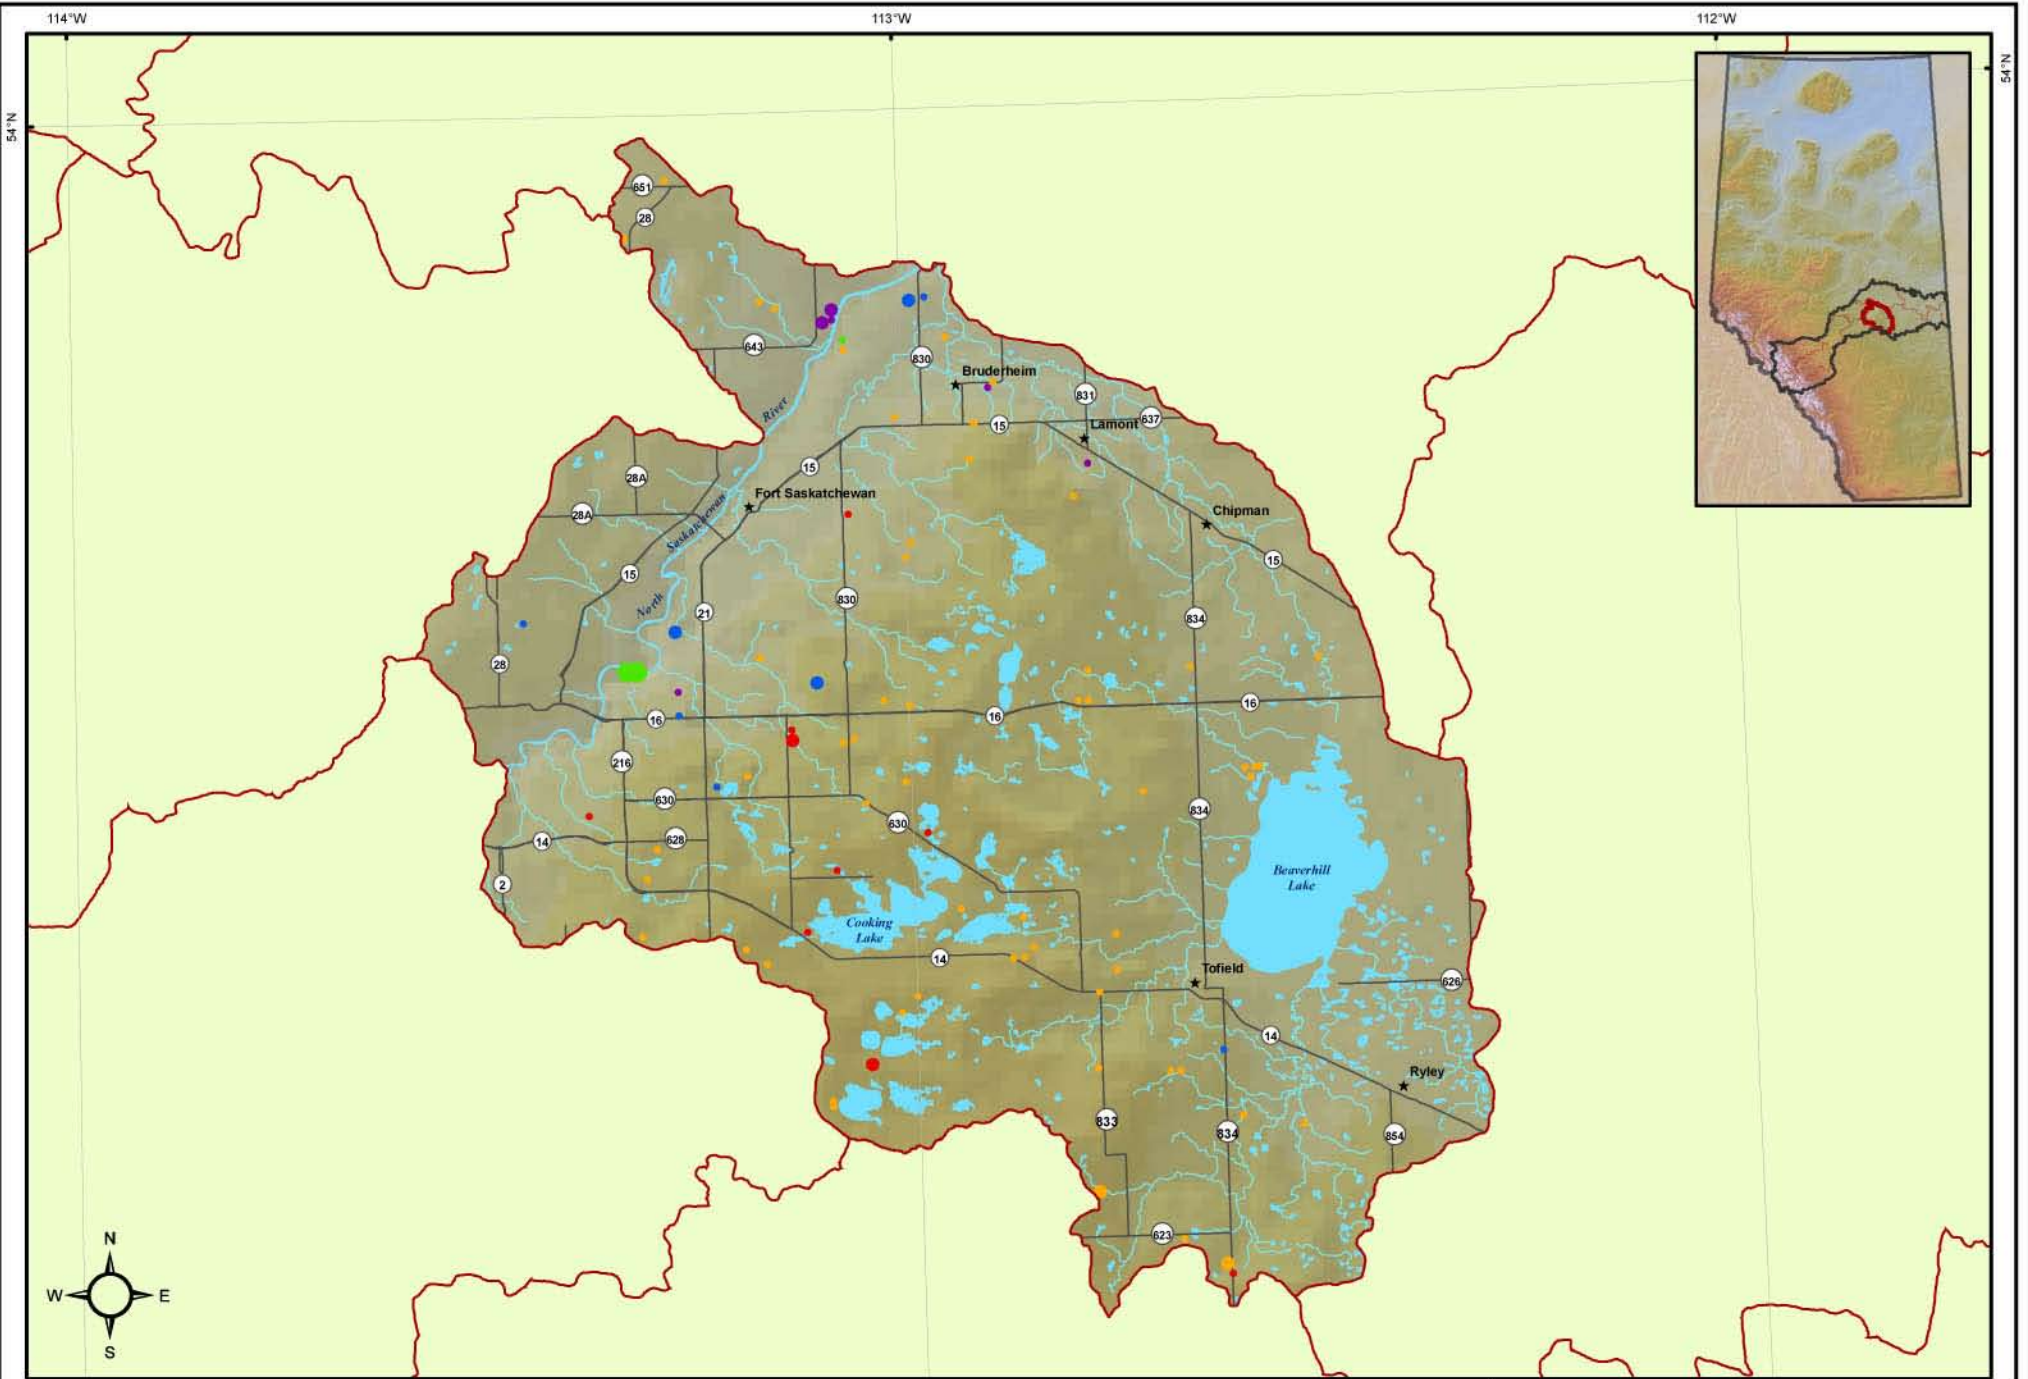 114°W
113°W
112°W
54°N
54°N
651
28
643
830
Bruderheim
831
River
637
15
Lamont
15
28A
Fort Saskatchewan
28A
Chipman
Saskatchewan
15
15
830
North
21
834
28
16
16
16
216
630
834
630
14
628
Beaverhill
Lake
2
Cooking
Lake
14
Tofield
626
14
Ryley
833
834
854
623
N
W
E
S